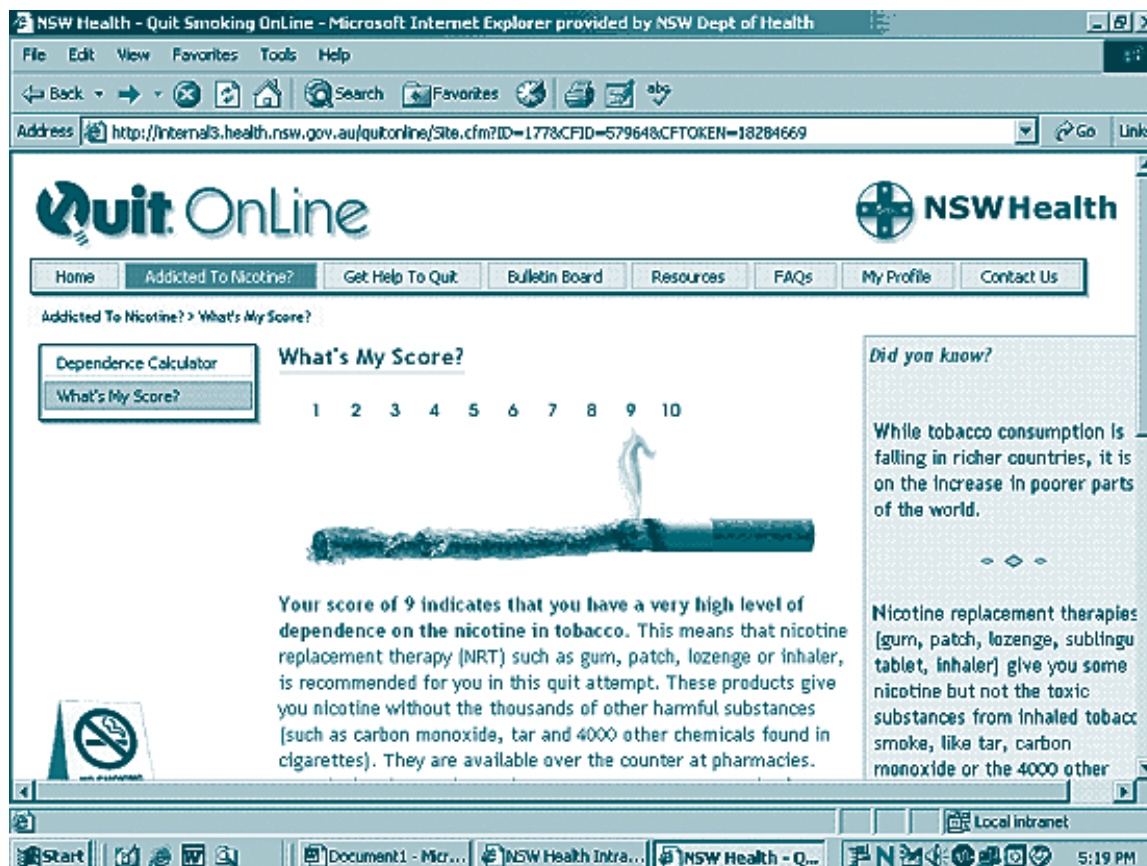 NSW Health - Quit Smoking OnLine - Microsoft Internet Explorer provided by NSW Dept of Health
File Edit View Favorites Tools Help
Back Search Favorites
Address http://internal3.health.nsw.gov.au/quitonline/Site.cfm?ID=177&CFID=57964&CFTOKEN=18284669 Go Link
Quit OnLine
NSW Health
Home Addicted To Nicotine? Get Help To Quit Bulletin Board Resources FAQs My Profile Contact Us
Addicted To Nicotine? > What's My Score?
Dependence Calculator
What's My Score?
What's My Score?
1 2 3 4 5 6 7 8 9 10
Your score of 9 indicates that you have a very high level of
dependence on the nicotine in tobacco. This means that nicotine
replacement therapy (NRT) such as gum, patch, lozenge or inhaler,
is recommended for you in this quit attempt. These products give
you nicotine without the thousands of other harmful substances
(such as carbon monoxide, tar and 4000 other chemicals found in
cigarettes). They are available over the counter at pharmacies.
Did you know?
While tobacco consumption is
falling in richer countries, it is
on the increase in poorer parts
of the world.
Nicotine replacement therapies
(gum, patch, lozenge, sublingu
tablet, inhaler) give you some
nicotine but not the toxic
substances from inhaled tobacc
smoke, like tar, carbon
monoxide or the 4000 other
Local intranet
Start Document1 - Micr... NSW Health Intra... NSW Health - Q... 5:19 PM